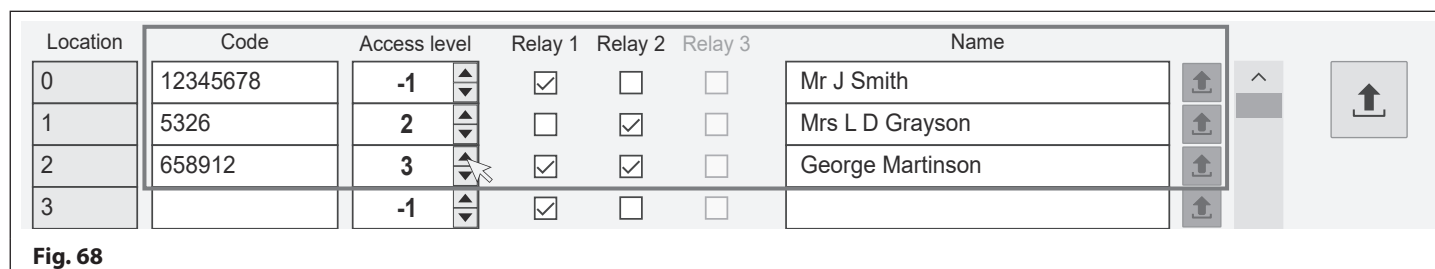 Location Code Access level Relay 1 Relay 2 Relay 3 Name
0 12345678 -1 Mr J Smith
1 5326 2 Mrs L D Grayson
2 658912 3 George Martinson
3 -1
Fig. 68